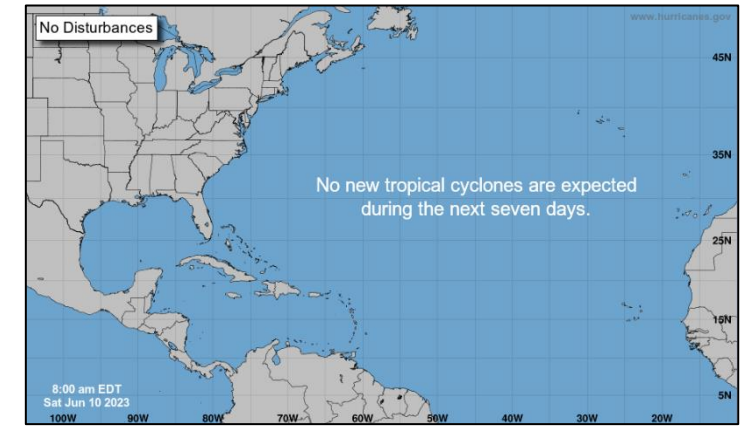 No Disturbances
www.hurricanes.gov
45N
35N
No new tropical cyclones are expected
during the next seven days.
25N
15N
8:00 am EDT
Sat Jun 10 2023
5N
100W 90W 80W 70W 60W 50W 40W 30W 20W